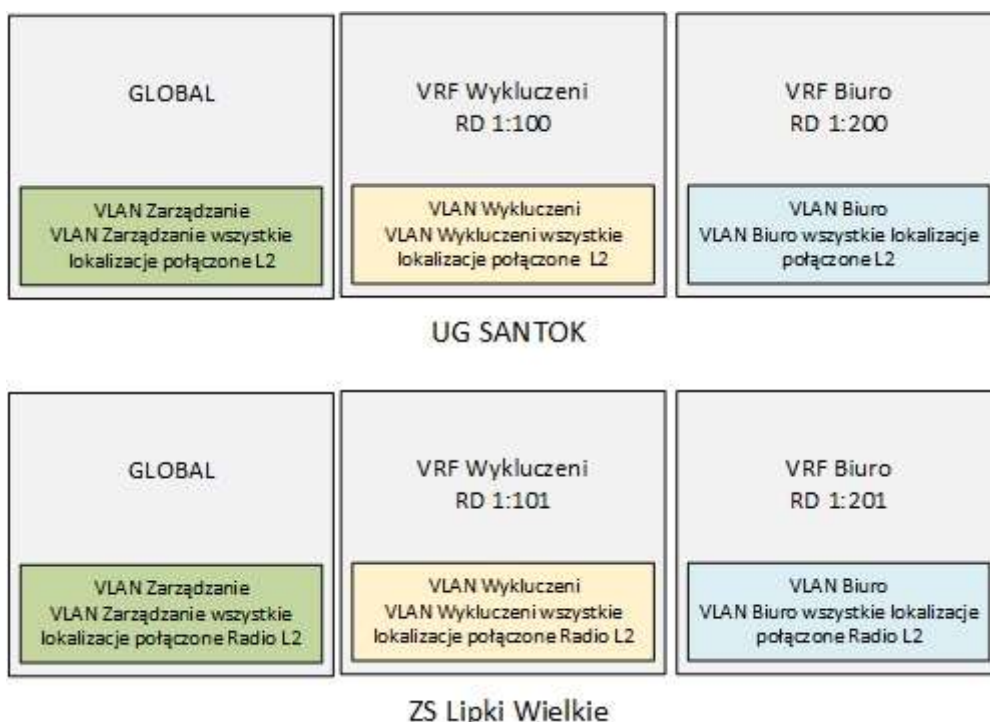 GLOBAL
VLAN Zarządzanie
VLAN Zarządzanie wszystkie
lokalizacje połączone L2
VRF Wykluczeni
RD 1:100
VLAN Wykluczeni
VLAN Wykluczeni wszystkie
lokalizacje połączone L2
VRF Biuro
RD 1:200
VLAN Biuro
VLAN Biuro wszystkie lokalizacje
połączone L2
UG SANTOK
GLOBAL
VLAN Zarządzanie
VLAN Zarządzanie wszystkie
lokalizacje połączone Radio L2
VRF Wykluczeni
RD 1:101
VLAN Wykluczeni
VLAN Wykluczeni wszystkie
lokalizacje połączone Radio L2
VRF Biuro
RD 1:201
VLAN Biuro
VLAN Biuro wszystkie lokalizacje
połączone Radio L2
ZS Lipki Wielkie